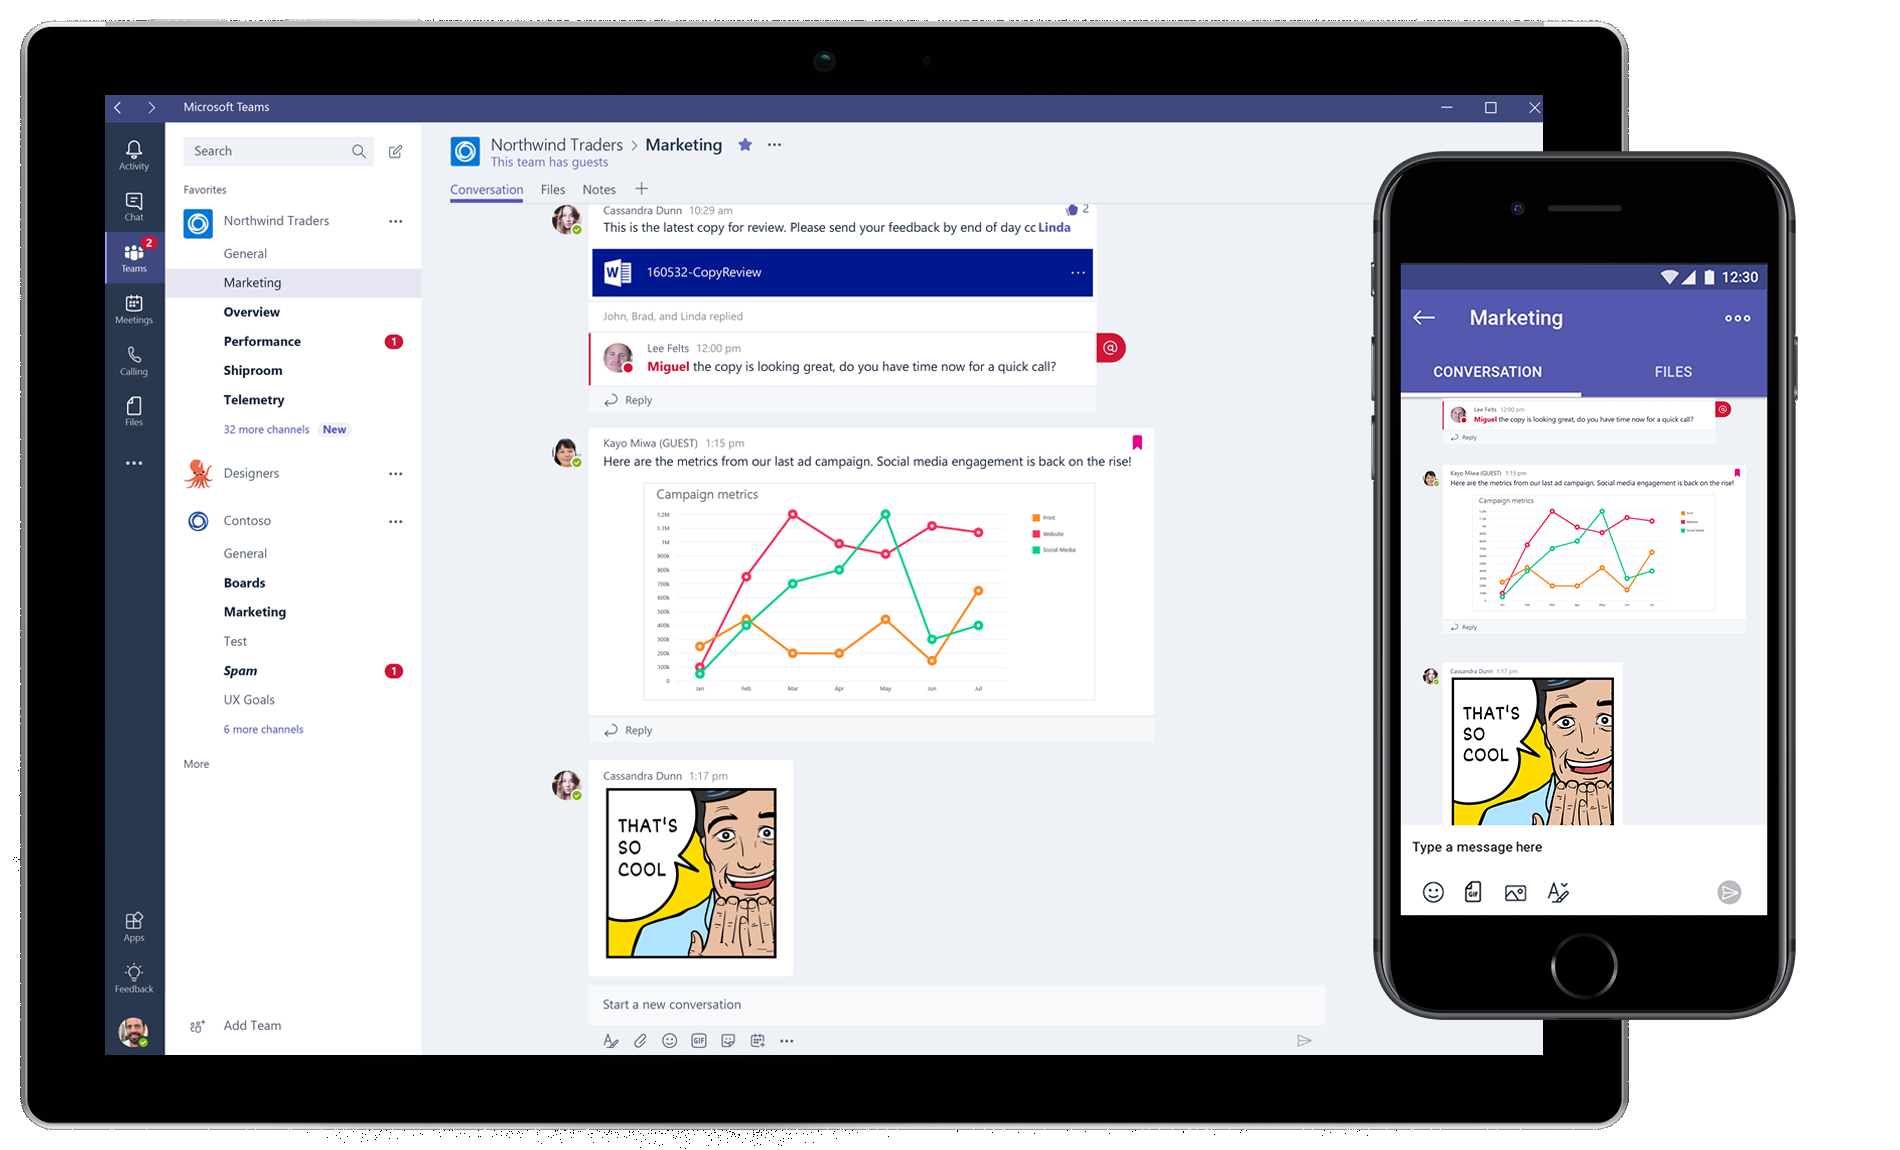 Microsoft Teams
Activity
Chat
2
Teams
Meetings
Calling
Files
Apps
Feedback
Search
Favorites
Northwind Traders
General
Marketing
Overview
Performance 1
Shiproom
Telemetry
32 more channels New
Designers
Contoso
General
Boards
Marketing
Test
Spam 1
UX Goals
6 more channels
More
Add Team
Northwind Traders > Marketing
This team has guests
Conversation Files Notes
Cassandra Dunn 10:29 am 2
This is the latest copy for review. Please send your feedback by end of day cc Linda
W 160532-CopyReview
John, Brad, and Linda replied
Lee Felts 12:00 pm @
Miguel the copy is looking great, do you have time now for a quick call?
Reply
Kayo Miwa (GUEST) 1:15 pm
Here are the metrics from our last ad campaign. Social media engagement is back on the rise!
Campaign metrics
1.2M
1.1M
1M
900k
800k
700k
600k
500k
400k
300k
200k
100k
0
Jan Feb Mar Apr May Jun Jul
Print
Website
Social Media
Reply
Cassandra Dunn 1:17 pm
THAT'S
SO
COOL
Start a new conversation
GIF
12:30
Marketing
CONVERSATION FILES
Lee Felts 12:00 pm @
Miguel the copy is looking great, do you have time now for a quick call?
Reply
Kayo Miwa (GUEST) 1:15 pm
Here are the metrics from our last ad campaign. Social media engagement is back on the rise!
Campaign metrics
Print
Website
Social Media
Reply
Cassandra Dunn 1:17 pm
THAT'S
SO
COOL
Type a message here
GIF